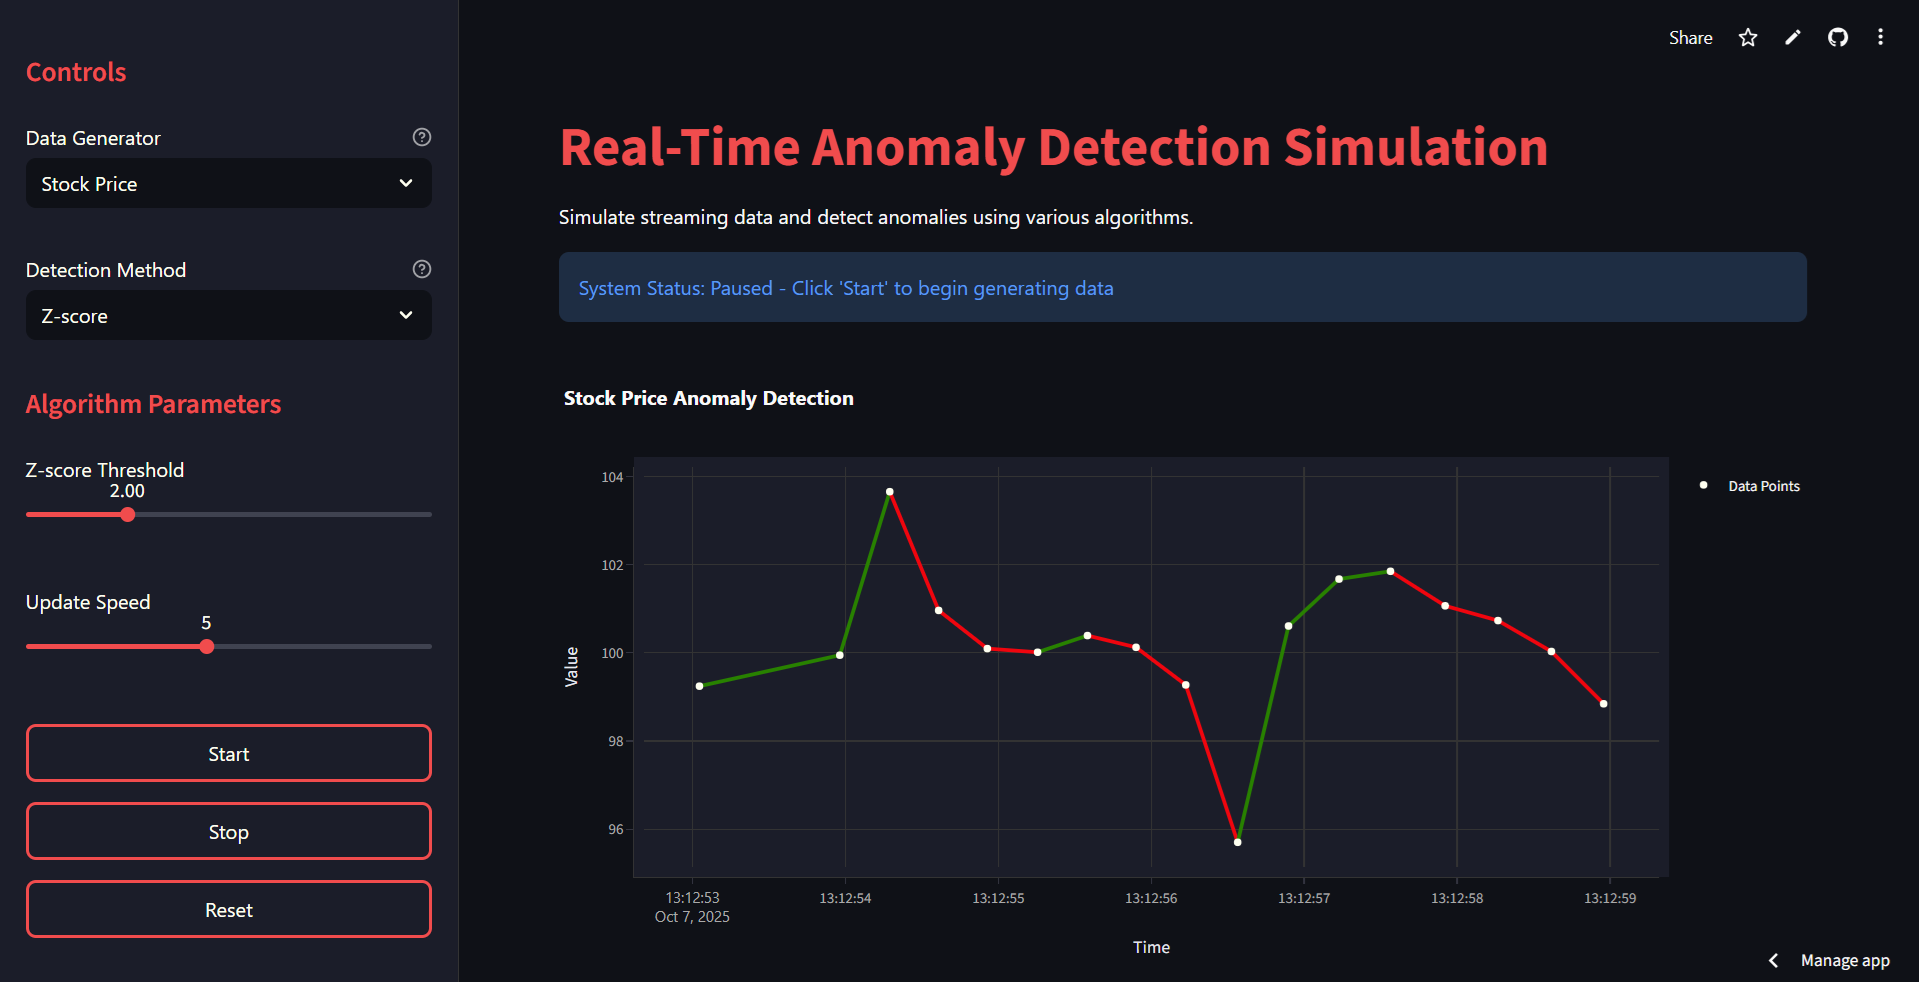 Controls
Data Generator
Stock Price
Detection Method
Z-score
Algorithm Parameters
Z-score Threshold
2.00
Update Speed
5
Start
Stop
Reset
Share
Real-Time Anomaly Detection Simulation
Simulate streaming data and detect anomalies using various algorithms.
System Status: Paused - Click 'Start' to begin generating data
Stock Price Anomaly Detection
104
102
100
98
96
Value
Data Points
13:12:53 13:12:54 13:12:55 13:12:56 13:12:57 13:12:58 13:12:59
Oct 7, 2025
Time
Manage app